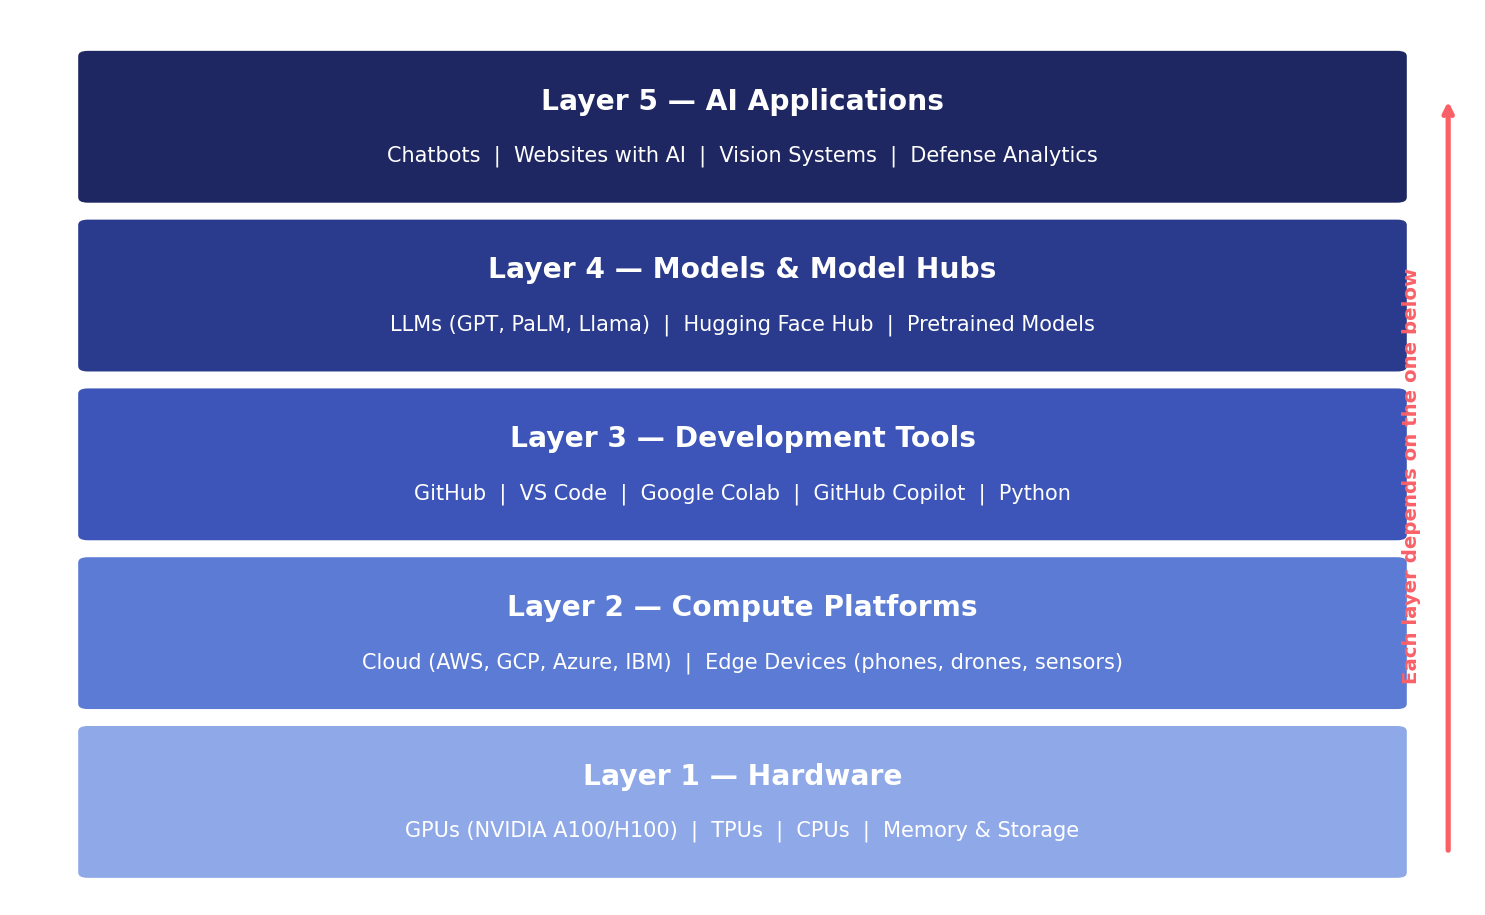 Layer 5 — AI Applications
Chatbots | Websites with AI | Vision Systems | Defense Analytics
Layer 4 — Models & Model Hubs
LLMs (GPT, PaLM, Llama) | Hugging Face Hub | Pretrained Models
Layer 3 — Development Tools
GitHub | VS Code | Google Colab | GitHub Copilot | Python
Layer 2 — Compute Platforms
Cloud (AWS, GCP, Azure, IBM) | Edge Devices (phones, drones, sensors)
Layer 1 — Hardware
GPUs (NVIDIA A100/H100) | TPUs | CPUs | Memory & Storage
Each layer depends on the one below